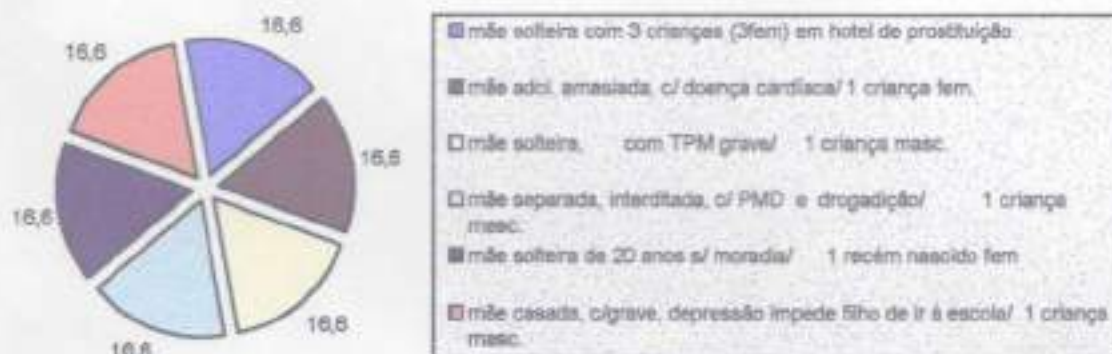 16,6
16,6
16,6
16,6
16,6
16,6
mãe solteira com 3 crianças (3fem) em hotel de prostituição
mãe adol. amasiada, c/ doença cardíaca/ 1 criança fem.
mãe solteira, com TPM grave/ 1 criança masc.
mãe separada, interditada, c/ PMD e drogadição/ 1 criança
masc.
mãe solteira de 20 anos s/ moradia/ 1 recém nascido fem
mãe casada, c/grave, depressão impede filho de ir à escola/ 1 criança
masc.